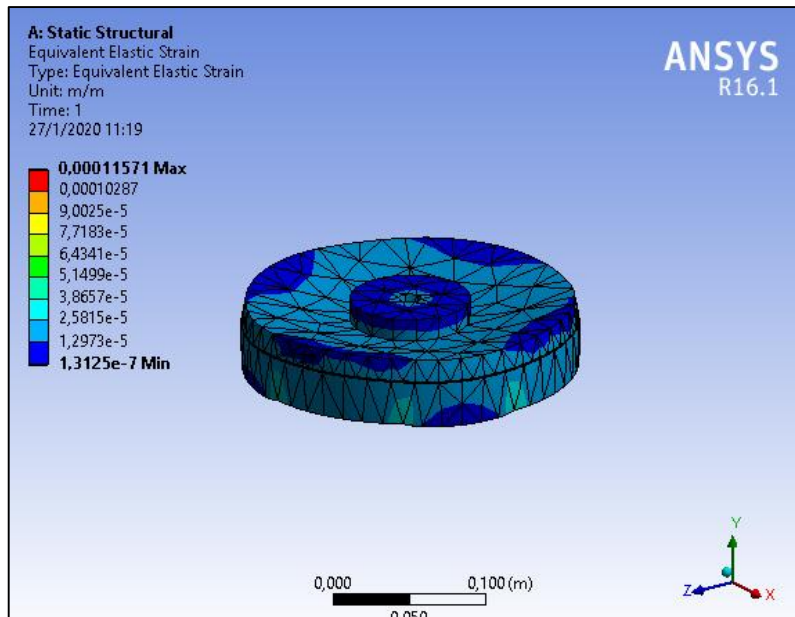 A: Static Structural
Equivalent Elastic Strain
Type: Equivalent Elastic Strain
Unit: m/m
Time: 1
27/1/2020 11:19
ANSYS
R16.1
0,00011571 Max
0,00010287
9,0025e-5
7,7183e-5
6,4341e-5
5,1499e-5
3,8657e-5
2,5815e-5
1,2973e-5
1,3125e-7 Min
0,000
0,100 (m)
0,050
Y
Z
X